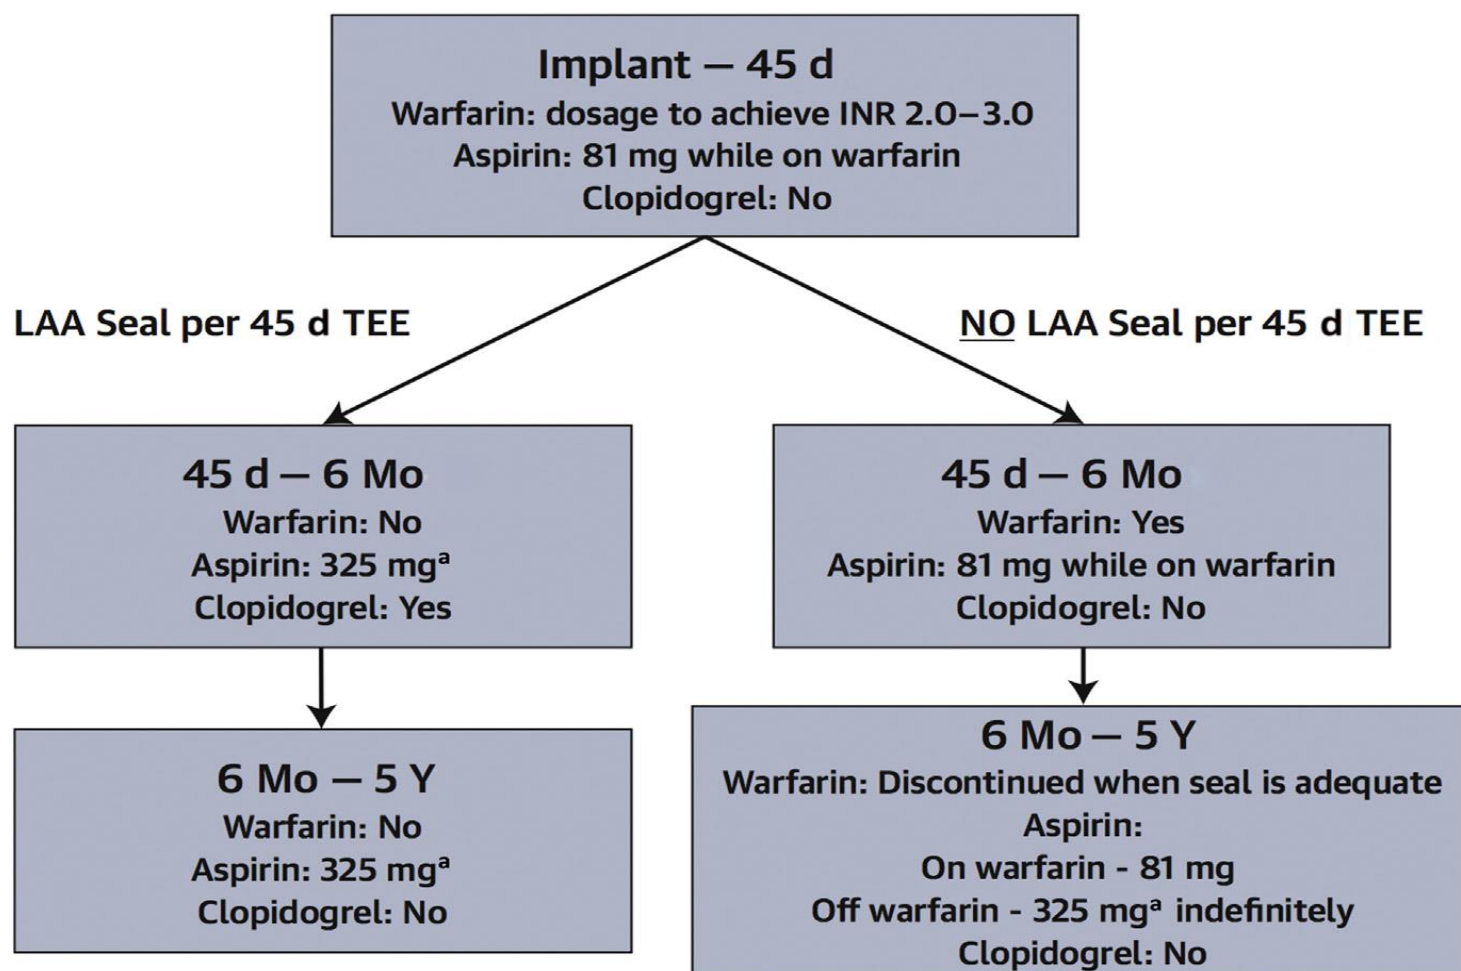 Implant – 45 d
Warfarin: dosage to achieve INR 2.0–3.0
Aspirin: 81 mg while on warfarin
Clopidogrel: No
LAA Seal per 45 d TEE
NO LAA Seal per 45 d TEE
45 d – 6 Mo
Warfarin: No
Aspirin: 325 mgᵃ
Clopidogrel: Yes
45 d – 6 Mo
Warfarin: Yes
Aspirin: 81 mg while on warfarin
Clopidogrel: No
6 Mo – 5 Y
Warfarin: No
Aspirin: 325 mgᵃ
Clopidogrel: No
6 Mo – 5 Y
Warfarin: Discontinued when seal is adequate
Aspirin:
On warfarin - 81 mg
Off warfarin - 325 mgᵃ indefinitely
Clopidogrel: No